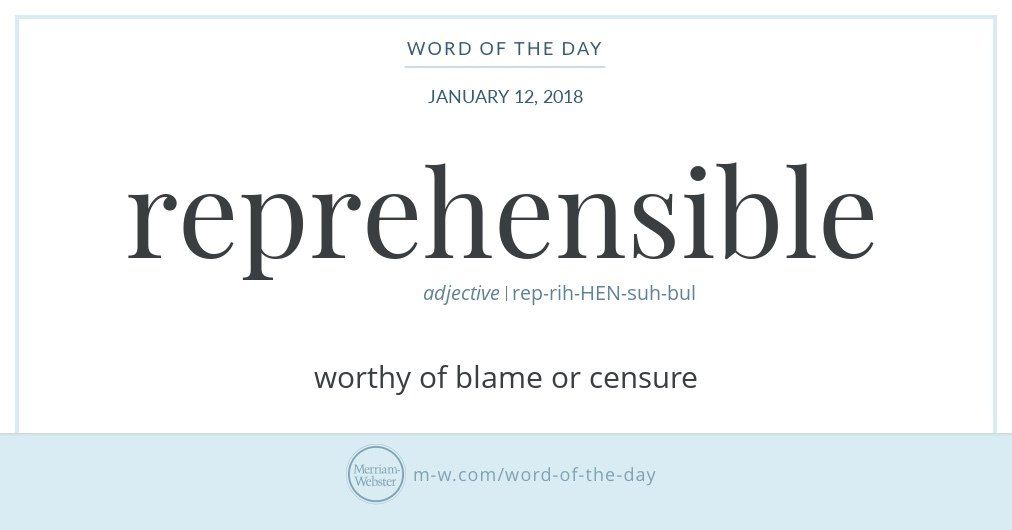 WORD OF THE DAY
JANUARY 12, 2018
reprehensible
adjective | rep-rih-HEN-suh-bul
worthy of blame or censure
Merriam-
Webster
m-w.com/word-of-the-day